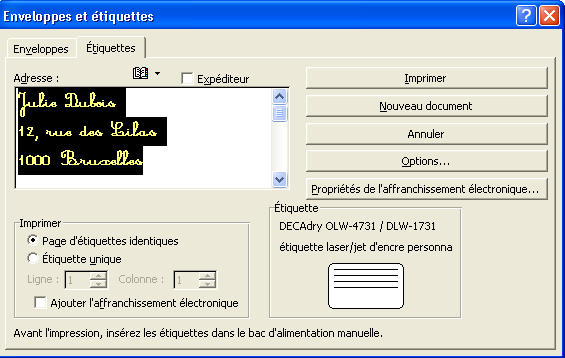 Enveloppes et étiquettes
Enveloppes
Étiquettes
Adresse :
Expéditeur
Julie Dubois
12, rue des Lilas
1000 Bruxelles
Imprimer
Nouveau document
Annuler
Options...
Propriétés de l'affranchissement électronique...
Imprimer
Page d'étiquettes identiques
Étiquette unique
Ligne : 1 Colonne : 1
Ajouter l'affranchissement électronique
Étiquette
DECAdry OLW-4731 / DLW-1731
étiquette laser/jet d'encre personna
Avant l'impression, insérez les étiquettes dans le bac d'alimentation manuelle.